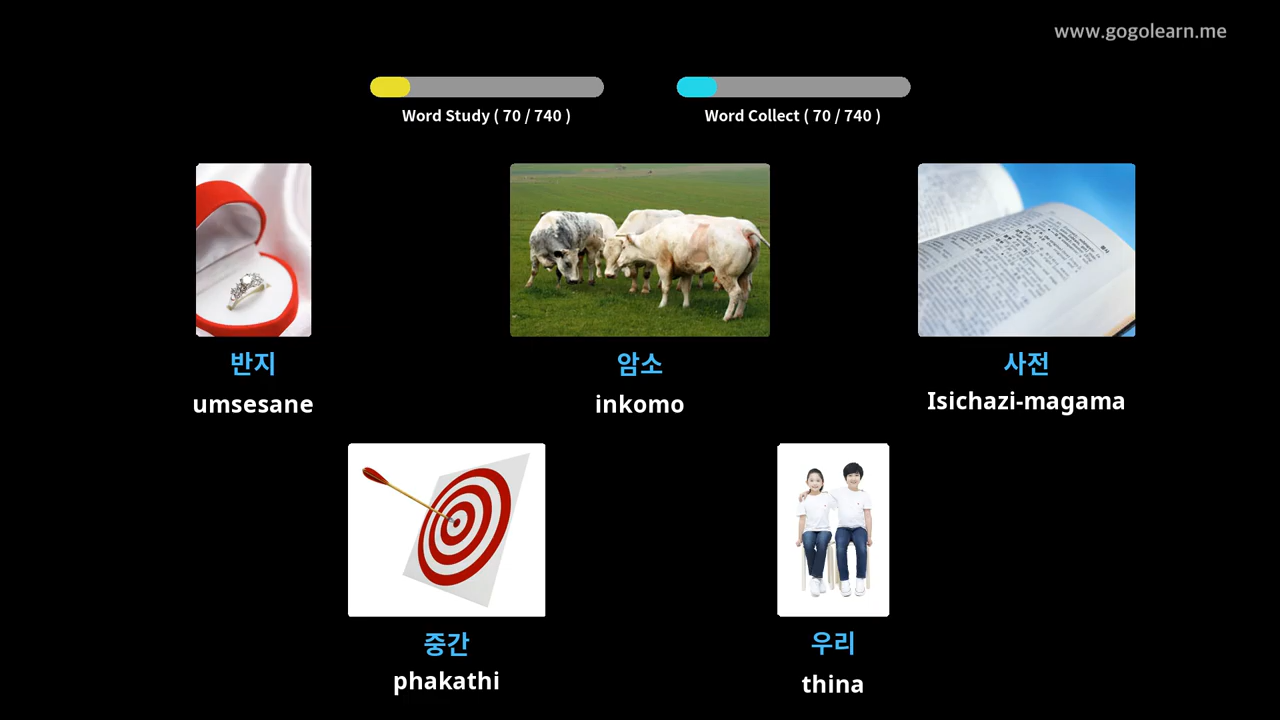 www.gogolearn.me
Word Study ( 70 / 740 )
Word Collect ( 70 / 740 )
반지
umsesane
암소
inkomo
사전
Isichazi-magama
중간
phakathi
우리
thina